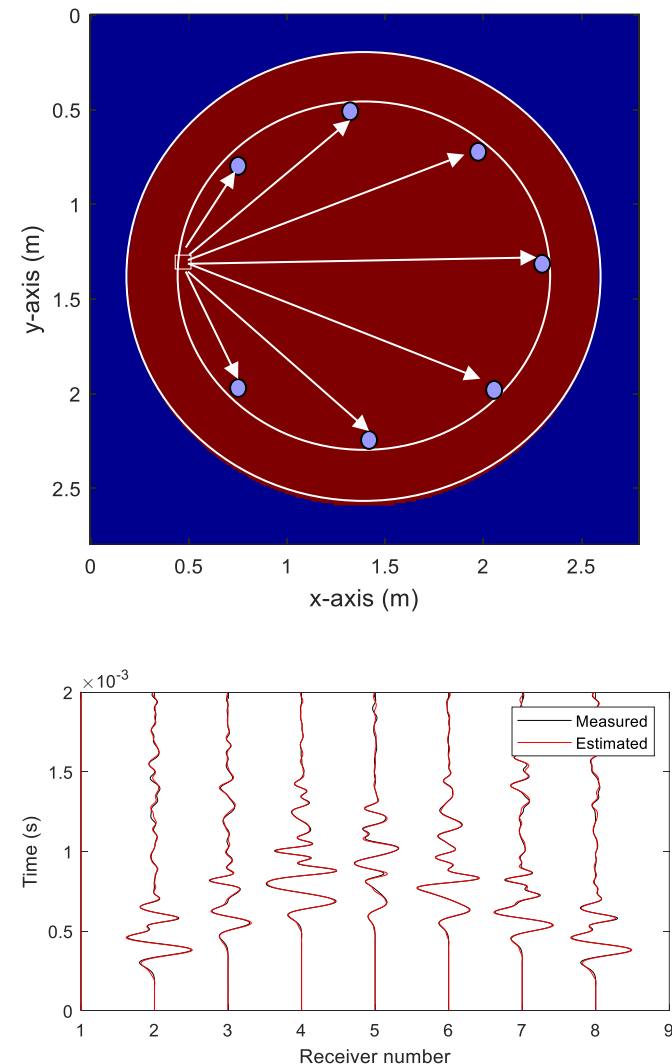 0
0.5
1
1.5
2
2.5
y-axis (m)
0 0.5 1 1.5 2 2.5
x-axis (m)
×10⁻³
2
1.5
1
0.5
0
Time (s)
Measured
Estimated
1 2 3 4 5 6 7 8 9
Receiver number